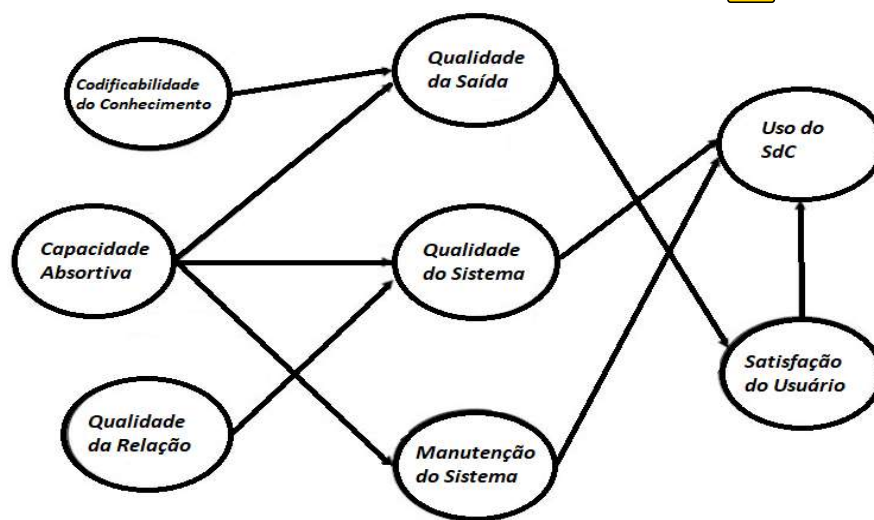 Codificabilidade
do Conhecimento
Qualidade
da Saída
Uso do
SdC
Capacidade
Absortiva
Qualidade
do Sistema
Satisfação
do Usuário
Qualidade
da Relação
Manutenção
do Sistema